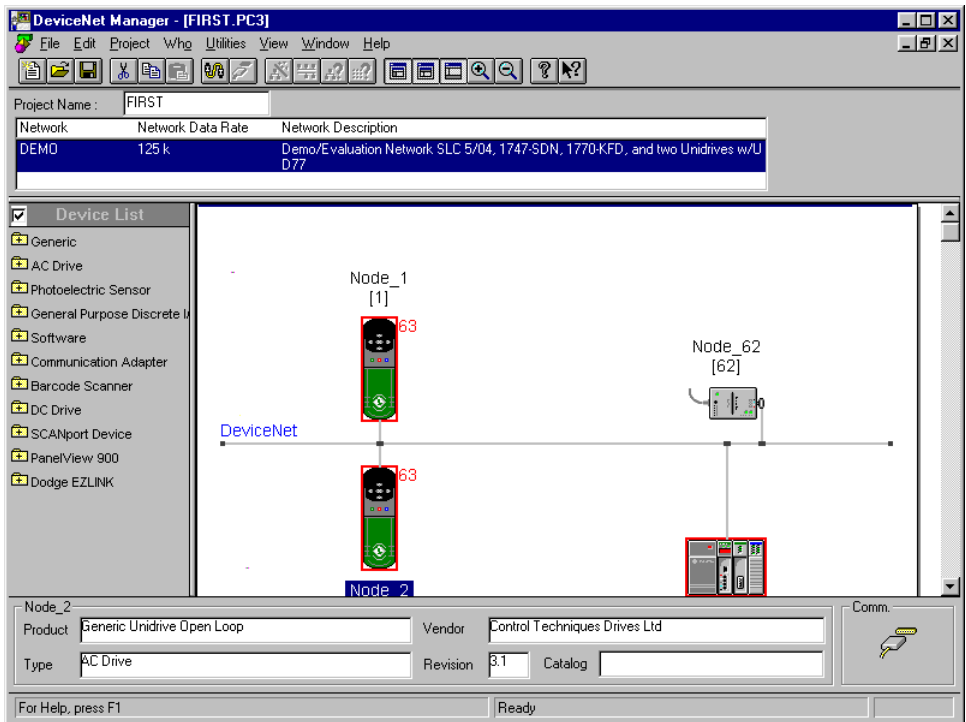 DeviceNet Manager - [FIRST.PC3]
File Edit Project Who Utilities View Window Help
Project Name : FIRST
Network Network Data Rate Network Description
DEMO 125 k Demo/Evaluation Network SLC 5/04, 1747-SDN, 1770-KFD, and two Unidrives w/U
D77
Device List
Generic
AC Drive
Photoelectric Sensor
General Purpose Discrete I/
Software
Communication Adapter
Barcode Scanner
DC Drive
SCANport Device
PanelView 900
Dodge EZLINK
Node_1
[1]
63
Node_62
[62]
DeviceNet
63
Node_2
Node_2
Product Generic Unidrive Open Loop Vendor Control Techniques Drives Ltd
Type AC Drive Revision 3.1 Catalog
Comm.
For Help, press F1 Ready